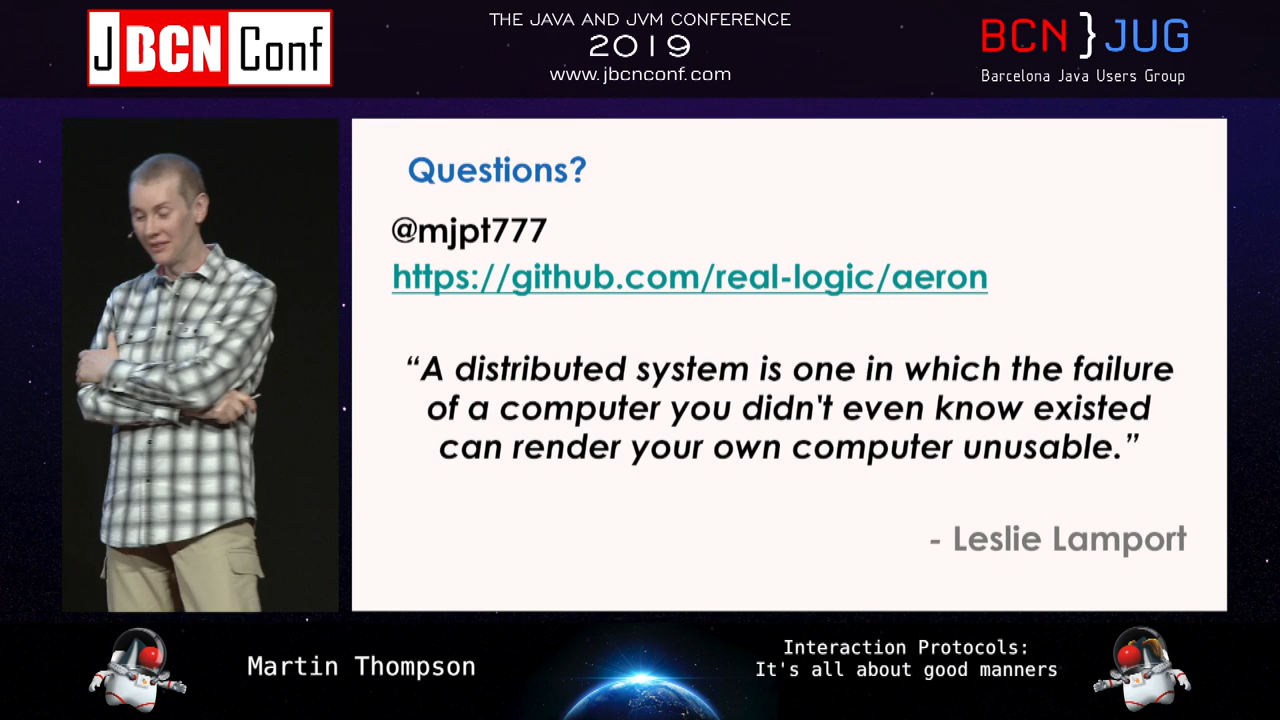 J BCN Conf
THE JAVA AND JVM CONFERENCE
2019
www.jbcnconf.com
BCN}JUG
Barcelona Java Users Group
Questions?
@mjpt777
https://github.com/real-logic/aeron
“A distributed system is one in which the failure
of a computer you didn't even know existed
can render your own computer unusable.”
- Leslie Lamport
Martin Thompson
Interaction Protocols:
It's all about good manners